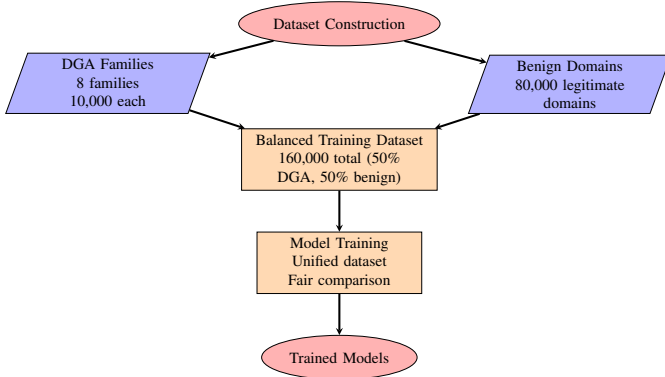 Dataset Construction
DGA Families
8 families
10,000 each
Benign Domains
80,000 legitimate
domains
Balanced Training Dataset
160,000 total (50%
DGA, 50% benign)
Model Training
Unified dataset
Fair comparison
Trained Models